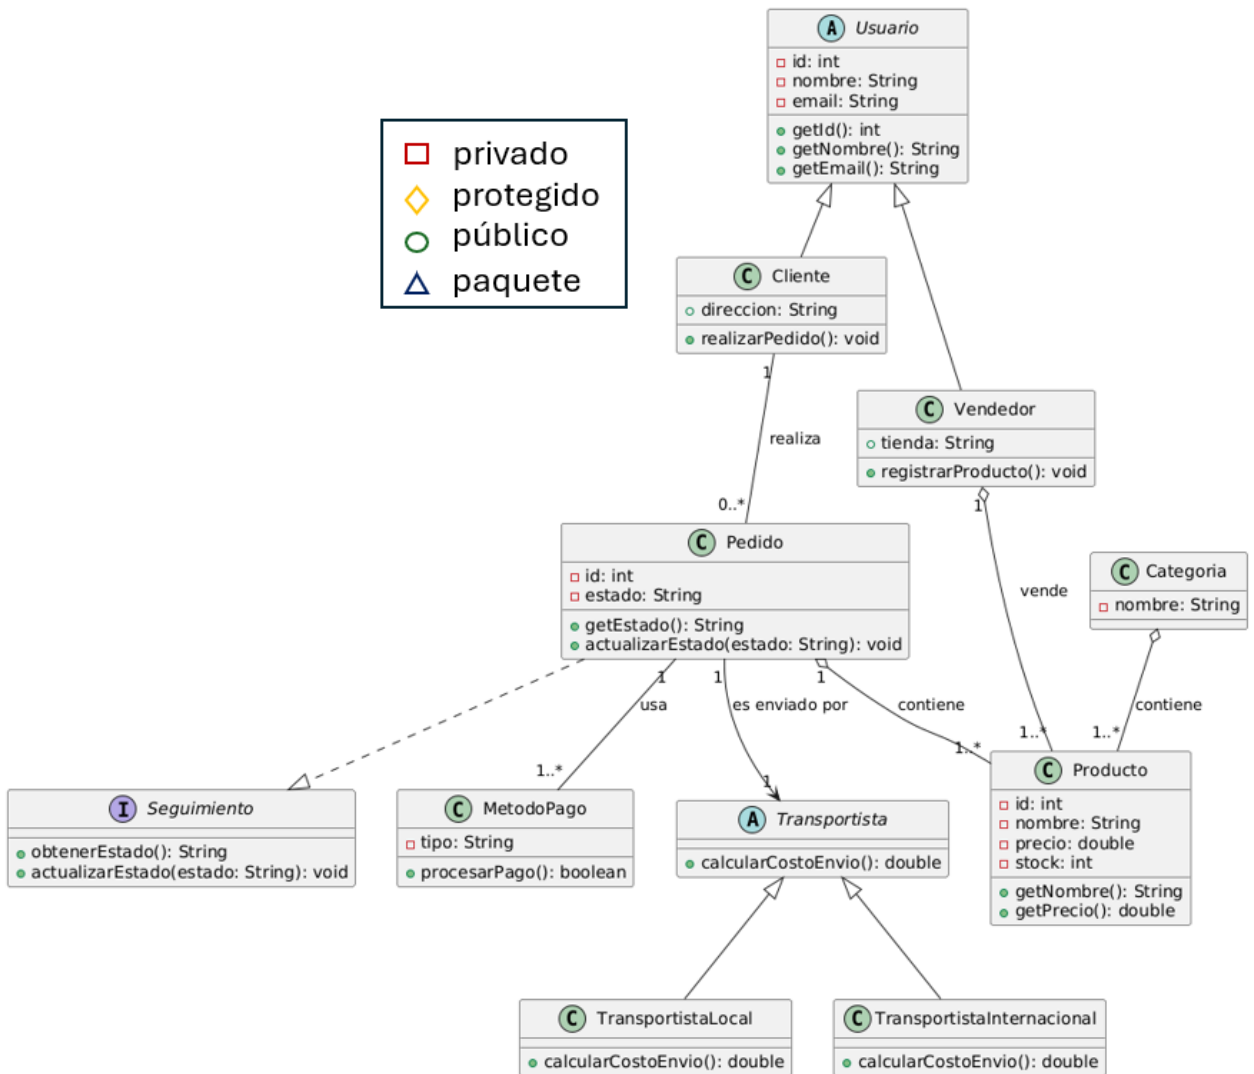 A Usuario
id: int
nombre: String
email: String
getId(): int
getNombre(): String
getEmail(): String
privado
protegido
público
paquete
C Cliente
direccion: String
realizarPedido(): void
C Vendedor
tienda: String
registrarProducto(): void
1
realiza
0..*
1
vende
1..*
C Pedido
id: int
estado: String
getEstado(): String
actualizarEstado(estado: String): void
C Categoria
nombre: String
1
usa
1..*
1
es enviado por
1
1
contiene
1..*
contiene
1..*
I Seguimiento
obtenerEstado(): String
actualizarEstado(estado: String): void
C MetodoPago
tipo: String
procesarPago(): boolean
A Transportista
calcularCostoEnvio(): double
C Producto
id: int
nombre: String
precio: double
stock: int
getNombre(): String
getPrecio(): double
C TransportistaLocal
calcularCostoEnvio(): double
C TransportistaInternacional
calcularCostoEnvio(): double